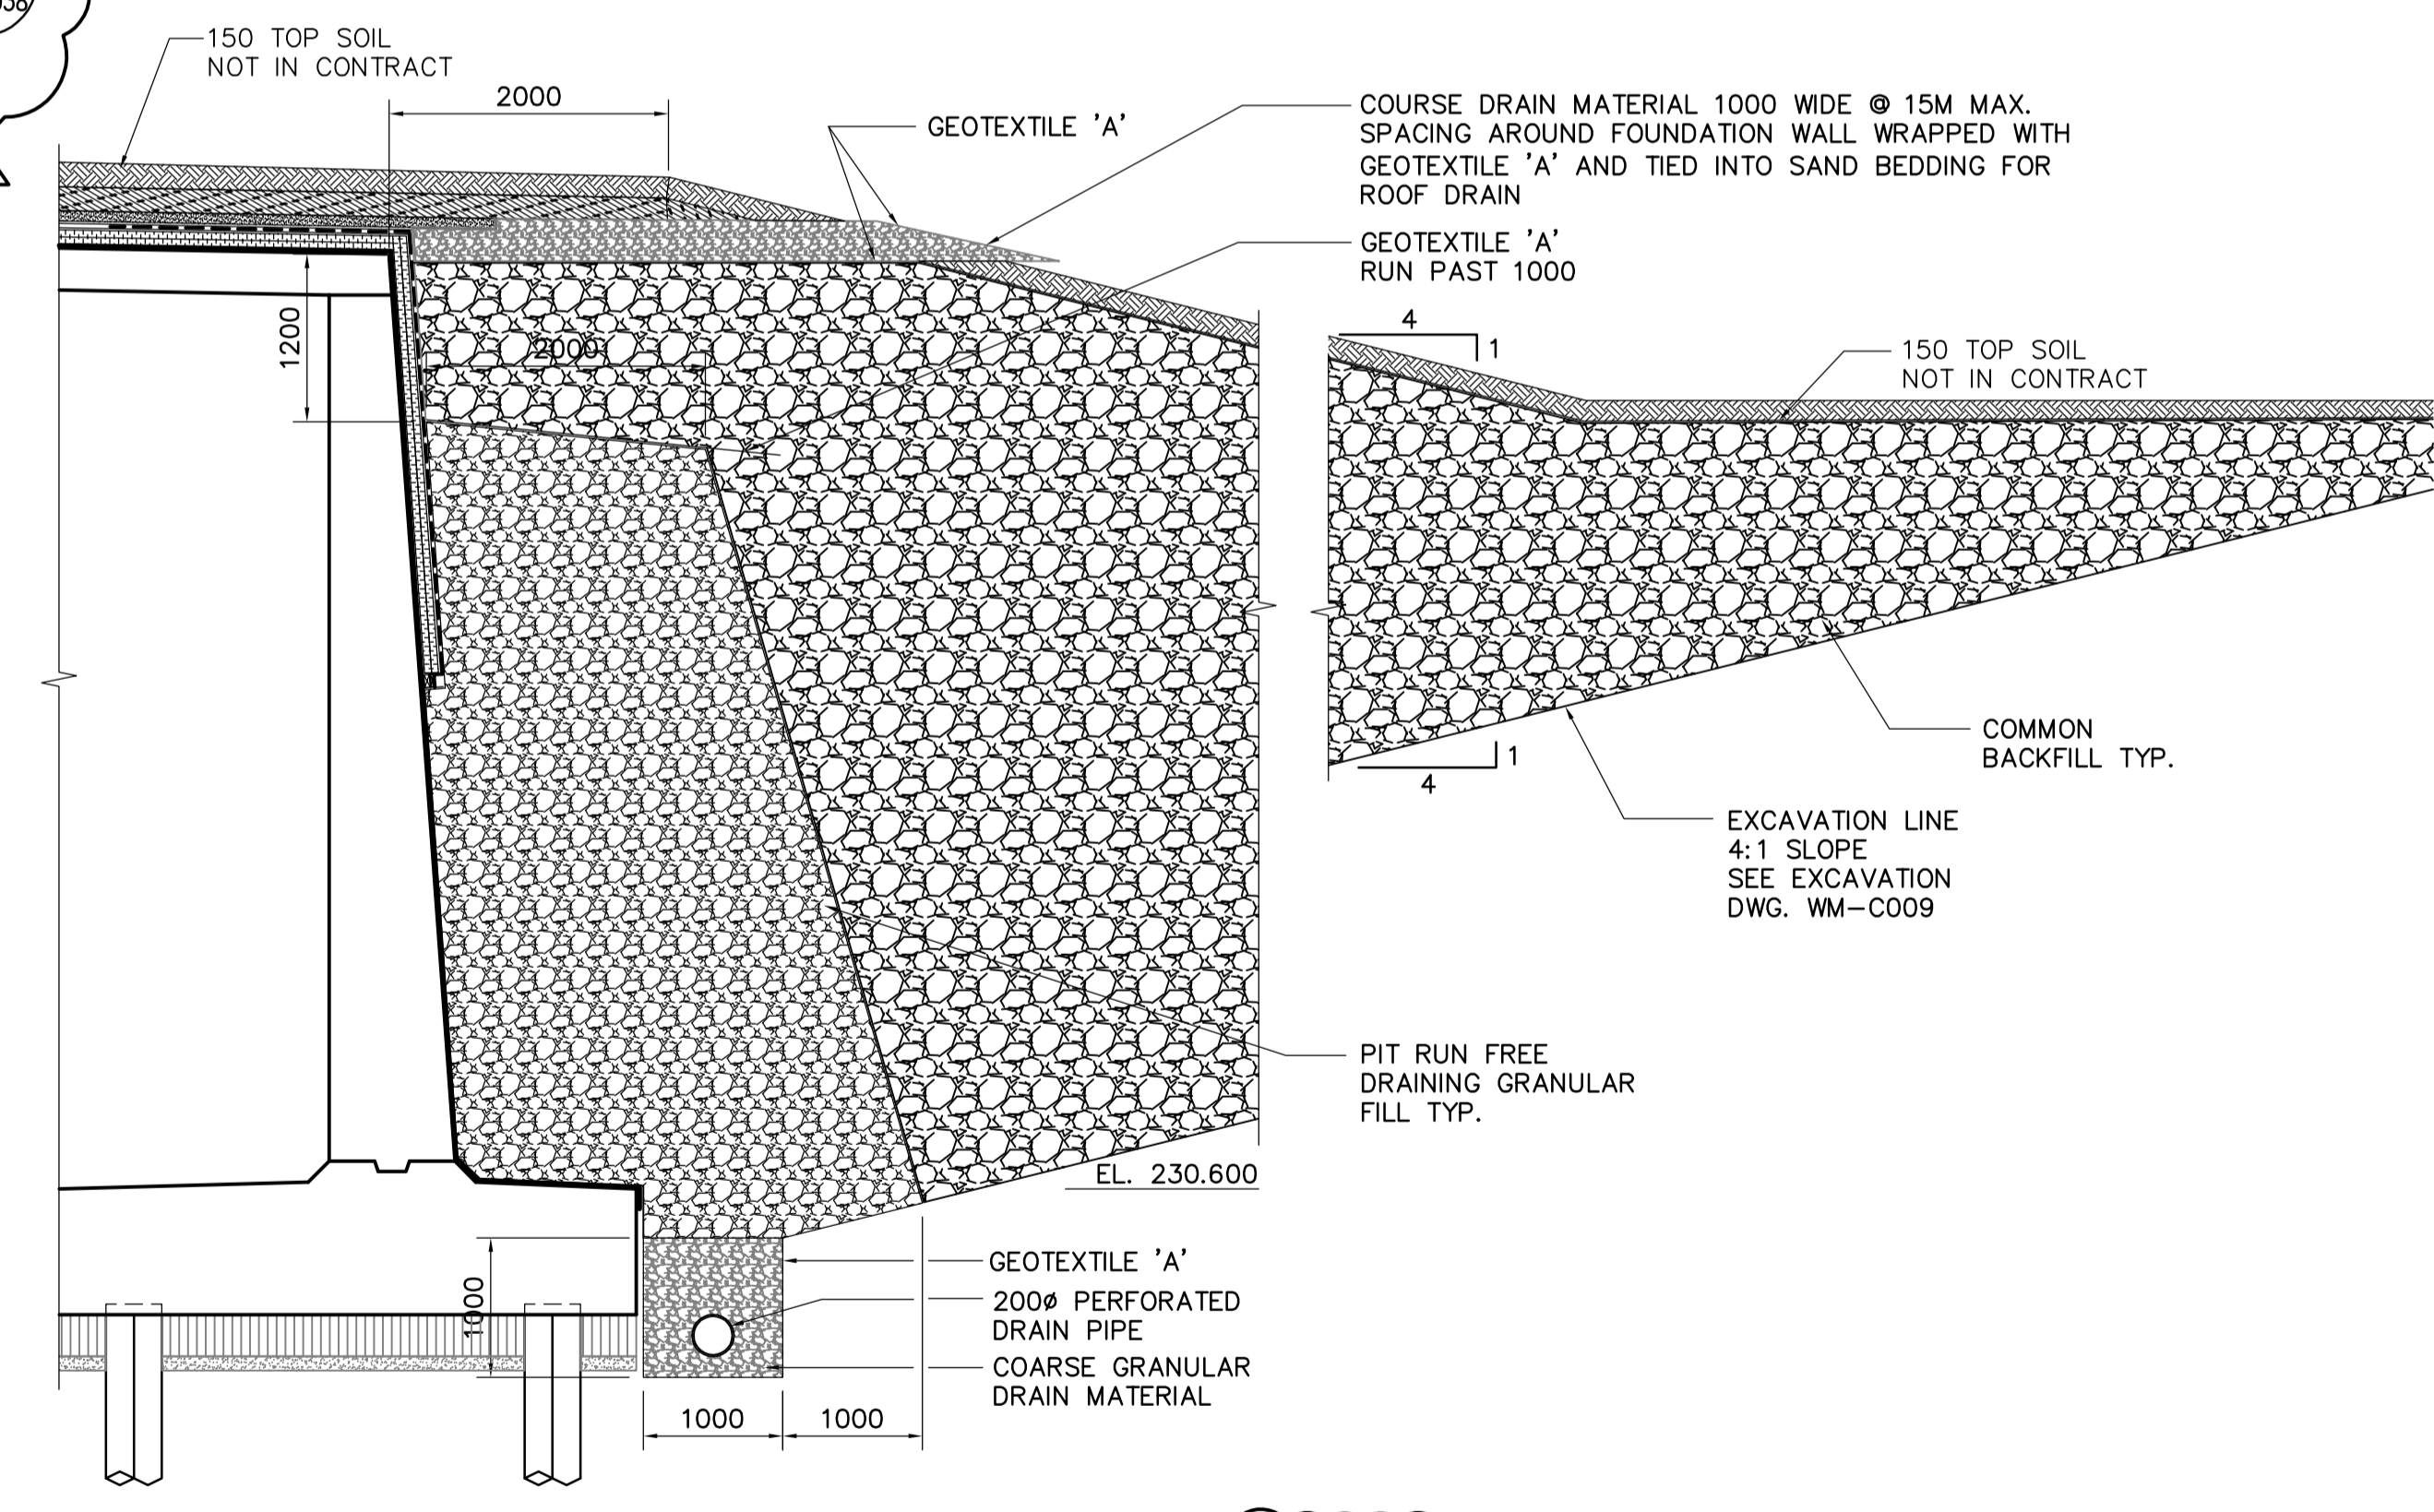 150 TOP SOIL
NOT IN CONTRACT
2000
GEOTEXTILE 'A'
COURSE DRAIN MATERIAL 1000 WIDE @ 15M MAX.
SPACING AROUND FOUNDATION WALL WRAPPED WITH
GEOTEXTILE 'A' AND TIED INTO SAND BEDDING FOR
ROOF DRAIN
GEOTEXTILE 'A'
RUN PAST 1000
1200
2000
4
1
150 TOP SOIL
NOT IN CONTRACT
COMMON
BACKFILL TYP.
1
4
EXCAVATION LINE
4:1 SLOPE
SEE EXCAVATION
DWG. WM-C009
PIT RUN FREE
DRAINING GRANULAR
FILL TYP.
EL. 230.600
GEOTEXTILE 'A'
200ø PERFORATED
DRAIN PIPE
COARSE GRANULAR
DRAIN MATERIAL
1000
1000
1000